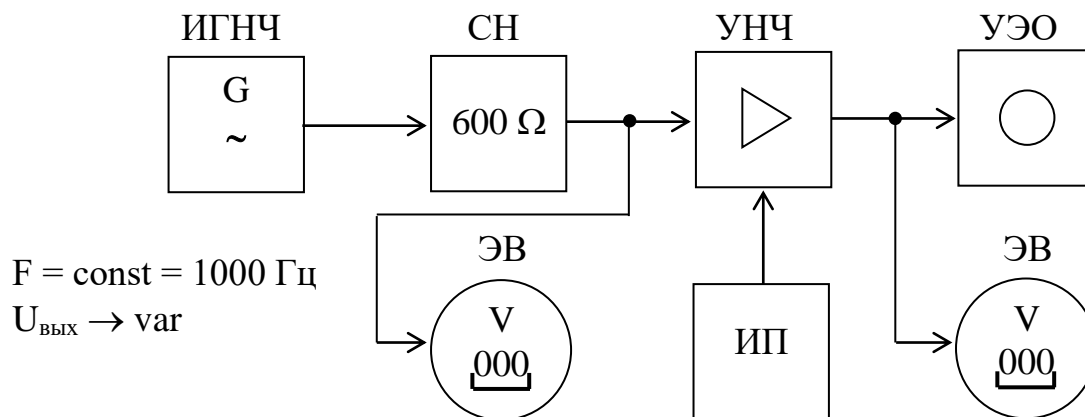 ИГНЧ СН УНЧ УЭО
G
~
600 Ω
ЭВ ЭВ
F = const = 1000 Гц
Uвых → var
V
000
ИП
V
000